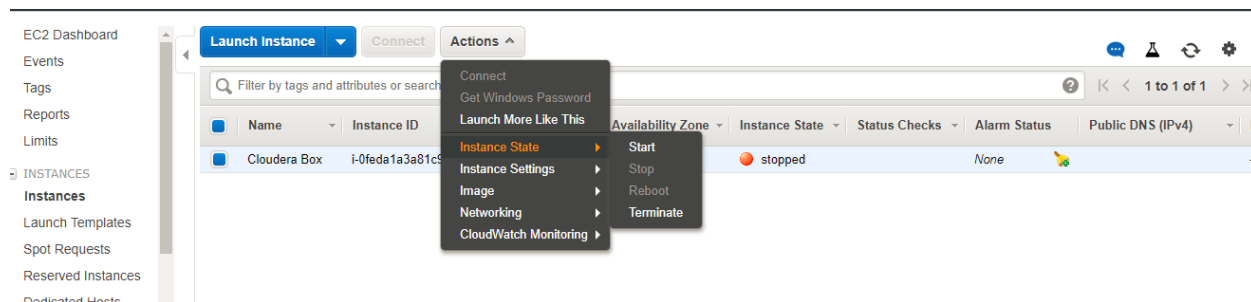 EC2 Dashboard
Events
Tags
Reports
Limits
INSTANCES
Instances
Launch Templates
Spot Requests
Reserved Instances
Dedicated Hosts
Launch Instance Connect Actions
Filter by tags and attributes or search
1 to 1 of 1
Name Instance ID Availability Zone Instance State Status Checks Alarm Status Public DNS (IPv4)
Cloudera Box i-0feda1a3a81c9 stopped None
Connect
Get Windows Password
Launch More Like This
Instance State
Instance Settings
Image
Networking
CloudWatch Monitoring
Start
Stop
Reboot
Terminate